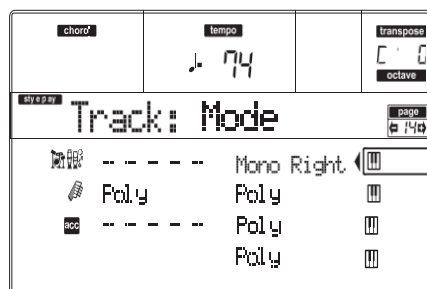 chord tempo transpose
♩= 74 C 0
octave
style play
Track: Mode page
14
-- -- -- -- -- Mono Right
Poly Poly
acc -- -- -- -- -- Poly
Poly